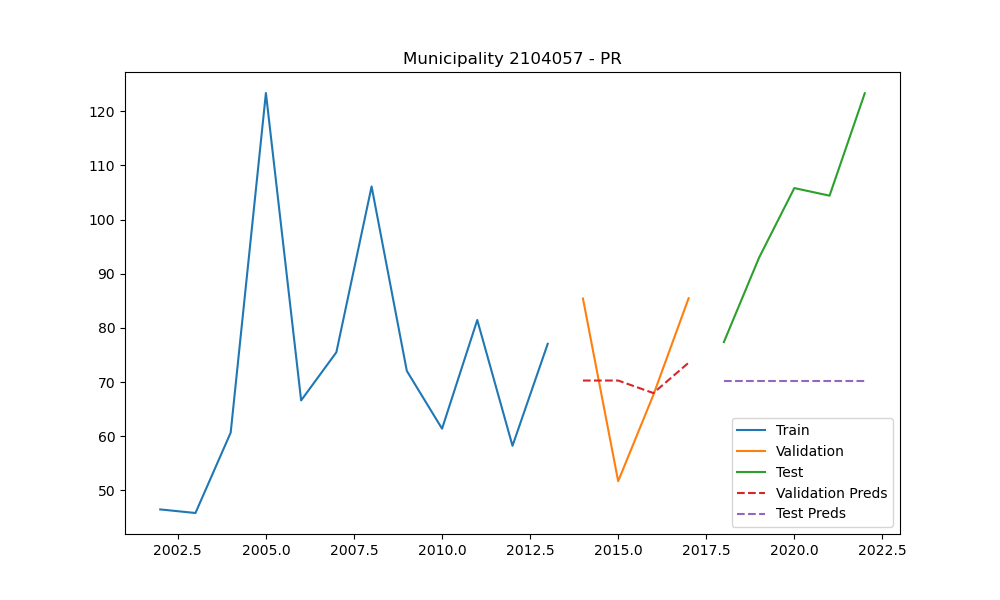 Municipality 2104057 - PR
120
110
100
90
80
70
60
50
2002.5 2005.0 2007.5 2010.0 2012.5 2015.0 2017.5 2020.0 2022.5
Train
Validation
Test
Validation Preds
Test Preds